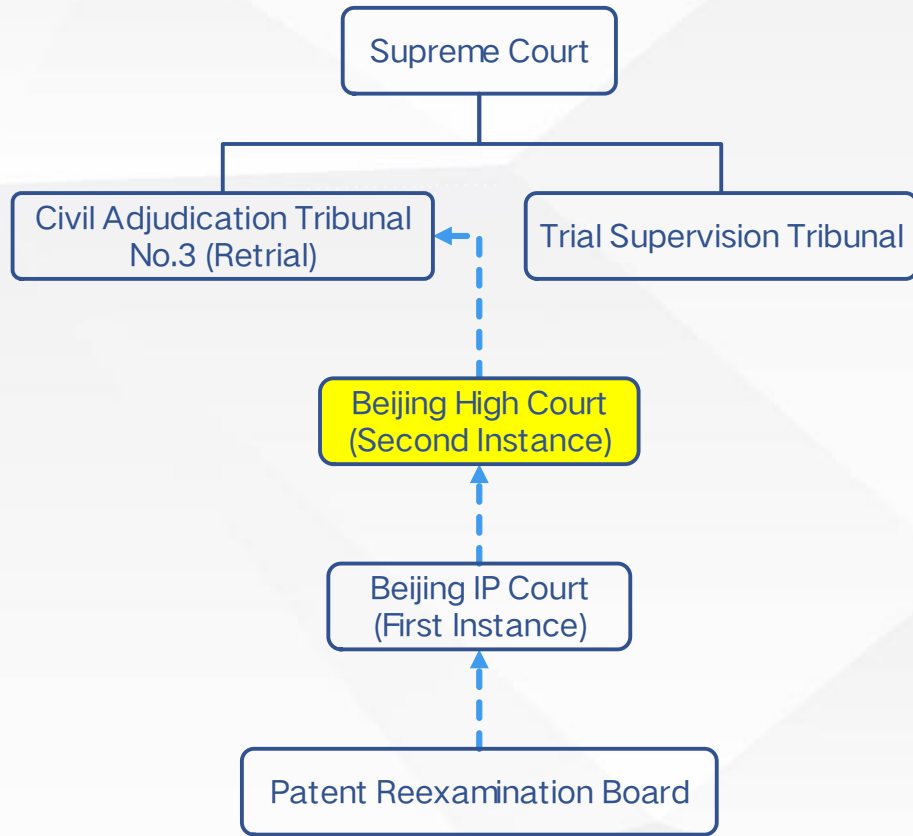 Supreme Court
Civil Adjudication Tribunal
No.3 (Retrial)
Trial Supervision Tribunal
Beijing High Court
(Second Instance)
Beijing IP Court
(First Instance)
Patent Reexamination Board